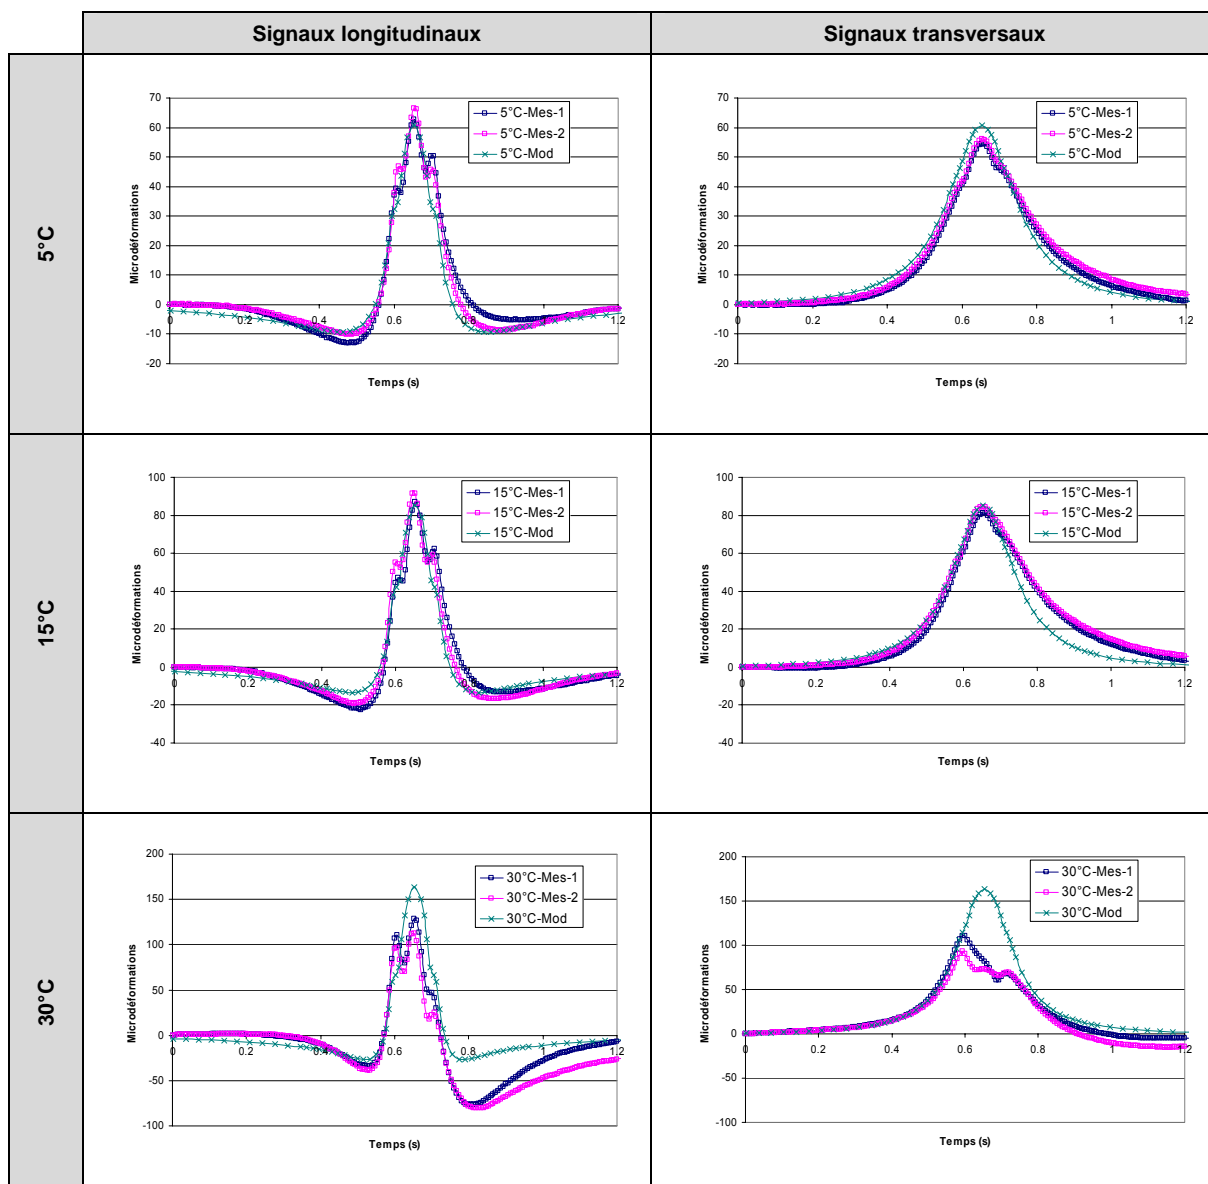 Signaux longitudinaux
Signaux transversaux
5°C
70
60
50
40
30
20
10
0
-10
-20
0
0.2
0.4
0.6
0.8
1
1.2
Microdéformations
Temps (s)
5°C-Mes-1
5°C-Mes-2
5°C-Mod
70
60
50
40
30
20
10
0
-10
-20
0
0.2
0.4
0.6
0.8
1
1.2
Microdéformations
Temps (s)
5°C-Mes-1
5°C-Mes-2
5°C-Mod
15°C
100
80
60
40
20
0
-20
-40
0
0.2
0.4
0.6
0.8
1
1.2
Microdéformations
Temps (s)
15°C-Mes-1
15°C-Mes-2
15°C-Mod
100
80
60
40
20
0
-20
-40
0
0.2
0.4
0.6
0.8
1
1.2
Microdéformations
Temps (s)
15°C-Mes-1
15°C-Mes-2
15°C-Mod
30°C
200
150
100
50
0
-50
-100
0
0.2
0.4
0.6
0.8
1
1.2
Microdéformations
Temps (s)
30°C-Mes-1
30°C-Mes-2
30°C-Mod
200
150
100
50
0
-50
-100
0
0.2
0.4
0.6
0.8
1
1.2
Microdéformations
Temps (s)
30°C-Mes-1
30°C-Mes-2
30°C-Mod